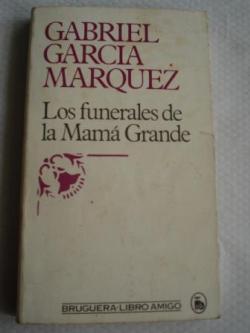 GABRIEL
GARCIA
MARQUEZ
Los funerales de
la Mamá Grande
BRUGUERA-LIBRO AMIGO